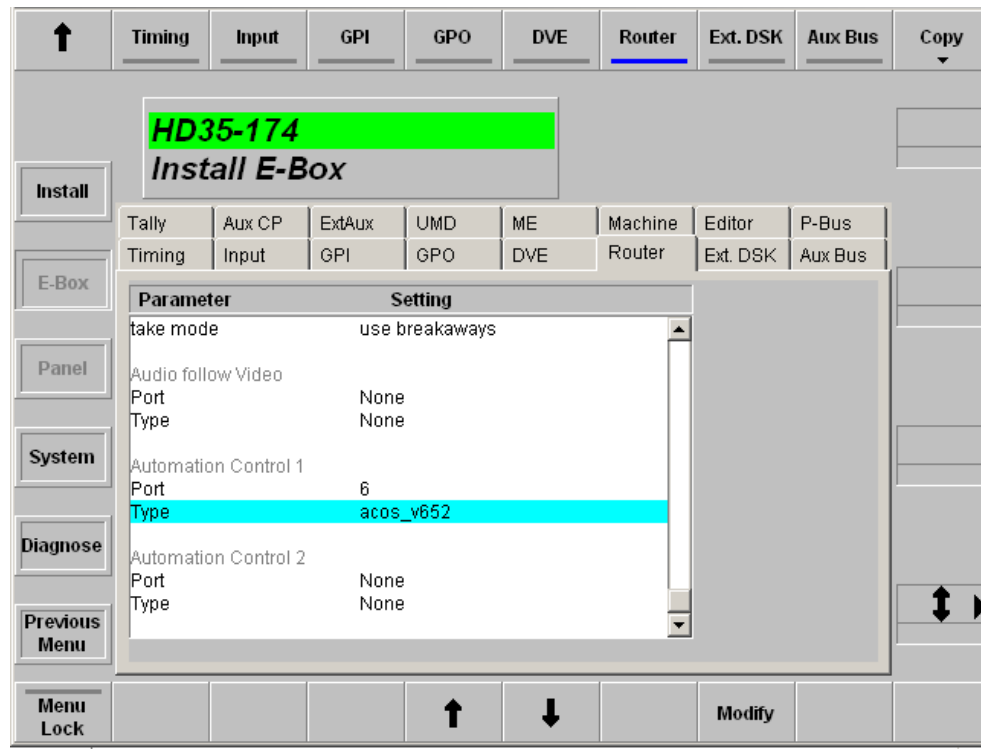 Timing Input GPI GPO DVE Router Ext. DSK Aux Bus Copy
HD35-174
Install E-Box
Install
E-Box
Panel
System
Diagnose
Previous
Menu
Menu
Lock
Tally Aux CP ExtAux UMD ME Machine Editor P-Bus
Timing Input GPI GPO DVE Router Ext. DSK Aux Bus
Parameter Setting
take mode use breakaways
Audio follow Video
Port None
Type None
Automation Control 1
Port 6
Type acos_v652
Automation Control 2
Port None
Type None
Modify